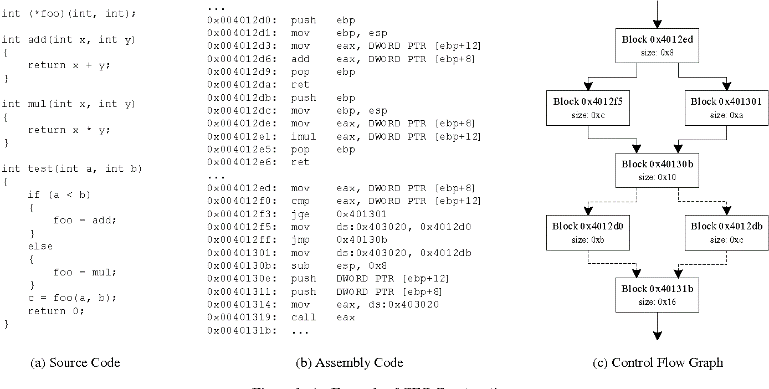 int (*foo)(int, int);
int add(int x, int y)
{
return x + y;
}
int mul(int x, int y)
{
return x * y;
}
int test(int a, int b)
{
if (a < b)
{
foo = add;
}
else
{
foo = mul;
}
c = foo(a, b);
return 0;
}
(a) Source Code
...
0x004012d0: push ebp
0x004012d1: mov ebp, esp
0x004012d3: mov eax, DWORD PTR [ebp+12]
0x004012d6: add eax, DWORD PTR [ebp+8]
0x004012d9: pop ebp
0x004012da: ret
0x004012db: push ebp
0x004012dc: mov ebp, esp
0x004012de: mov eax, DWORD PTR [ebp+8]
0x004012e1: imul eax, DWORD PTR [ebp+12]
0x004012e5: pop ebp
0x004012e6: ret
...
0x004012ed: mov eax, DWORD PTR [ebp+8]
0x004012f0: cmp eax, DWORD PTR [ebp+12]
0x004012f3: jge 0x401301
0x004012f5: mov ds:0x403020, 0x4012d0
0x004012ff: jmp 0x40130b
0x00401301: mov ds:0x403020, 0x4012db
0x0040130b: sub esp, 0x8
0x0040130e: push DWORD PTR [ebp+12]
0x00401311: push DWORD PTR [ebp+8]
0x00401314: mov eax, ds:0x403020
0x00401319: call eax
0x0040131b: ...
(b) Assembly Code
Block 0x4012ed
size: 0x8
Block 0x4012f5
size: 0xc
Block 0x401301
size: 0xa
Block 0x40130b
size: 0x10
Block 0x4012d0
size: 0xb
Block 0x4012db
size: 0xc
Block 0x40131b
size: 0x16
(c) Control Flow Graph